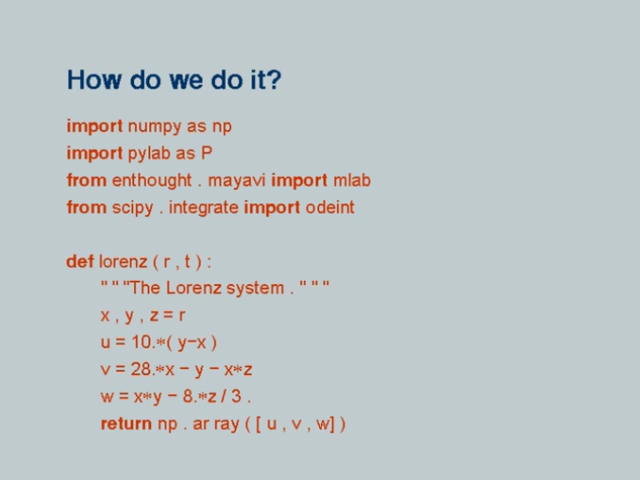 How do we do it?
import numpy as np
import pylab as P
from enthought . mayavi import mlab
from scipy . integrate import odeint
def lorenz ( r , t ) :
" " "The Lorenz system . " " "
x , y , z = r
u = 10.∗( y−x )
v = 28.∗x − y − x∗z
w = x∗y − 8.∗z / 3 .
return np . ar ray ( [ u , v , w] )